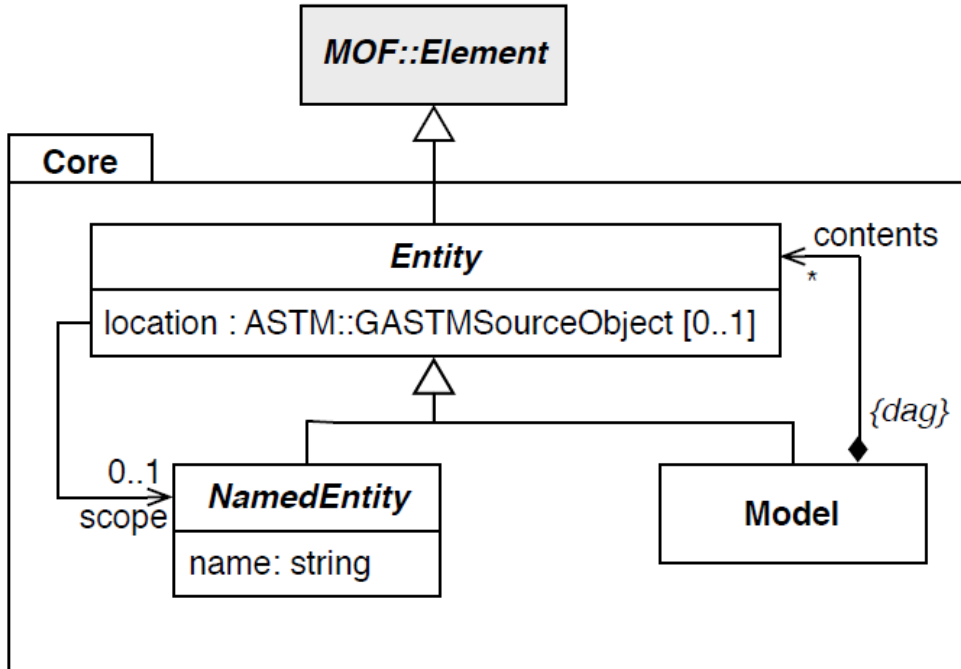 MOF::Element
Core
Entity
contents
*
location : ASTM::GASTMSourceObject [0..1]
{dag}
0..1
scope
NamedEntity
Model
name: string